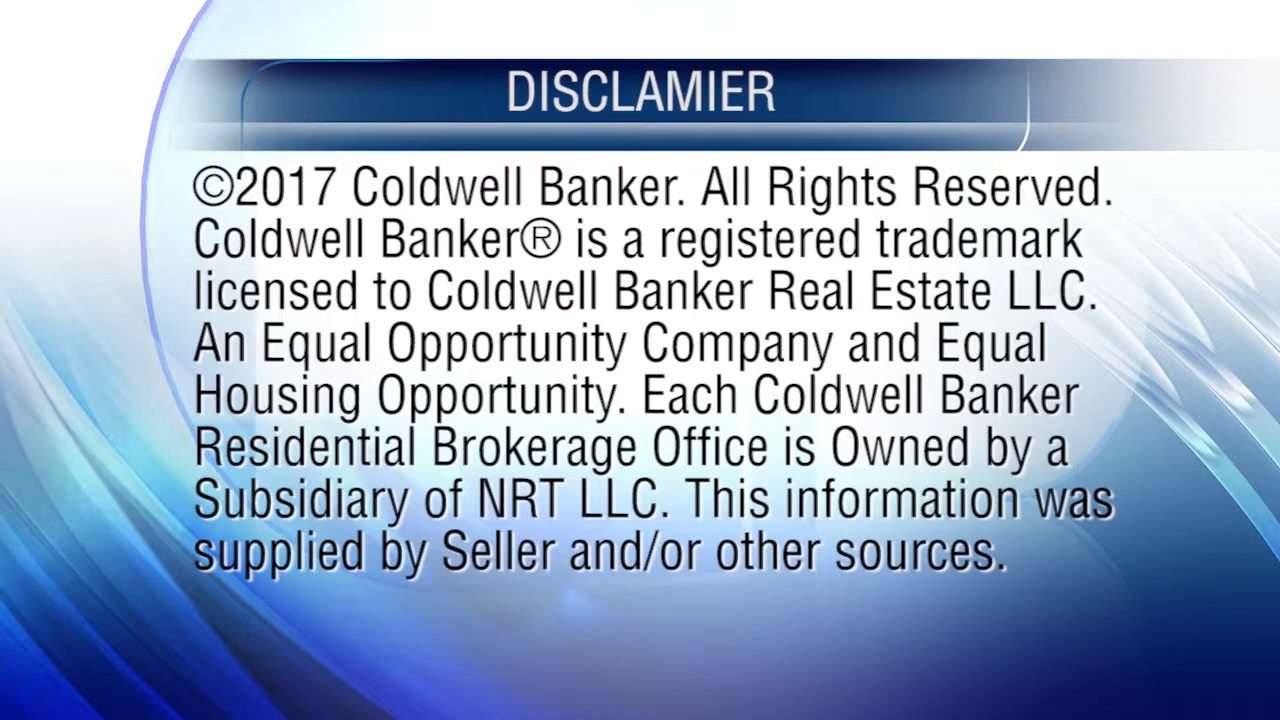 DISCLAMIER
©2017 Coldwell Banker. All Rights Reserved.
Coldwell Banker® is a registered trademark
licensed to Coldwell Banker Real Estate LLC.
An Equal Opportunity Company and Equal
Housing Opportunity. Each Coldwell Banker
Residential Brokerage Office is Owned by a
Subsidiary of NRT LLC. This information was
supplied by Seller and/or other sources.